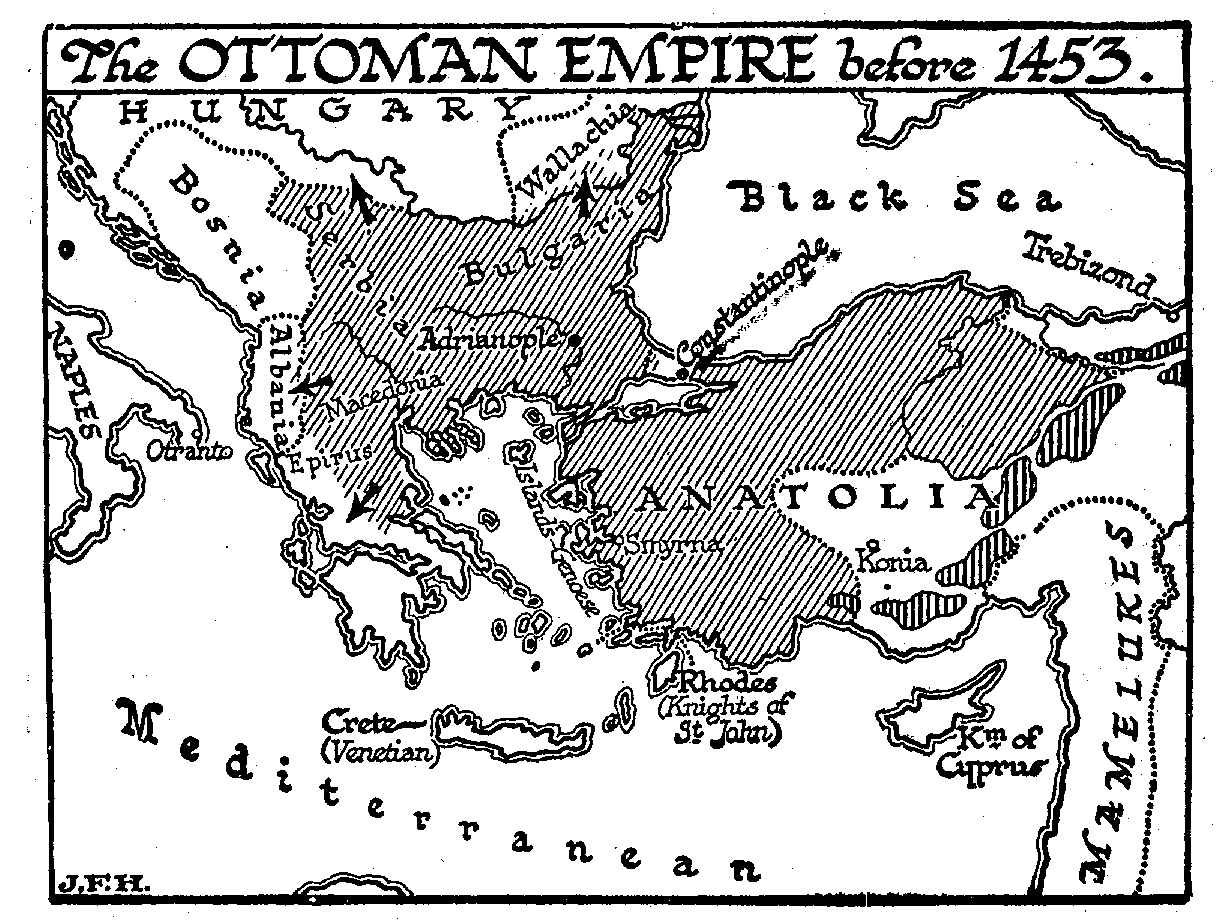 The OTTOMAN EMPIRE before 1453.
HUNGARY
Wallachia
Bosnia
Serbia
Bulgaria
Black Sea
Trebizond
Constantinople
Adrianople
Albania
Macedonia
NAPLES
Otranto
Epirus
Islands Genoese
ANATOLIA
Smyrna
Konia
MAMELUKES
Rhodes
(Knights of
St John)
Crete
(Venetian)
Km of
Cyprus
Mediterranean
J.F.H.